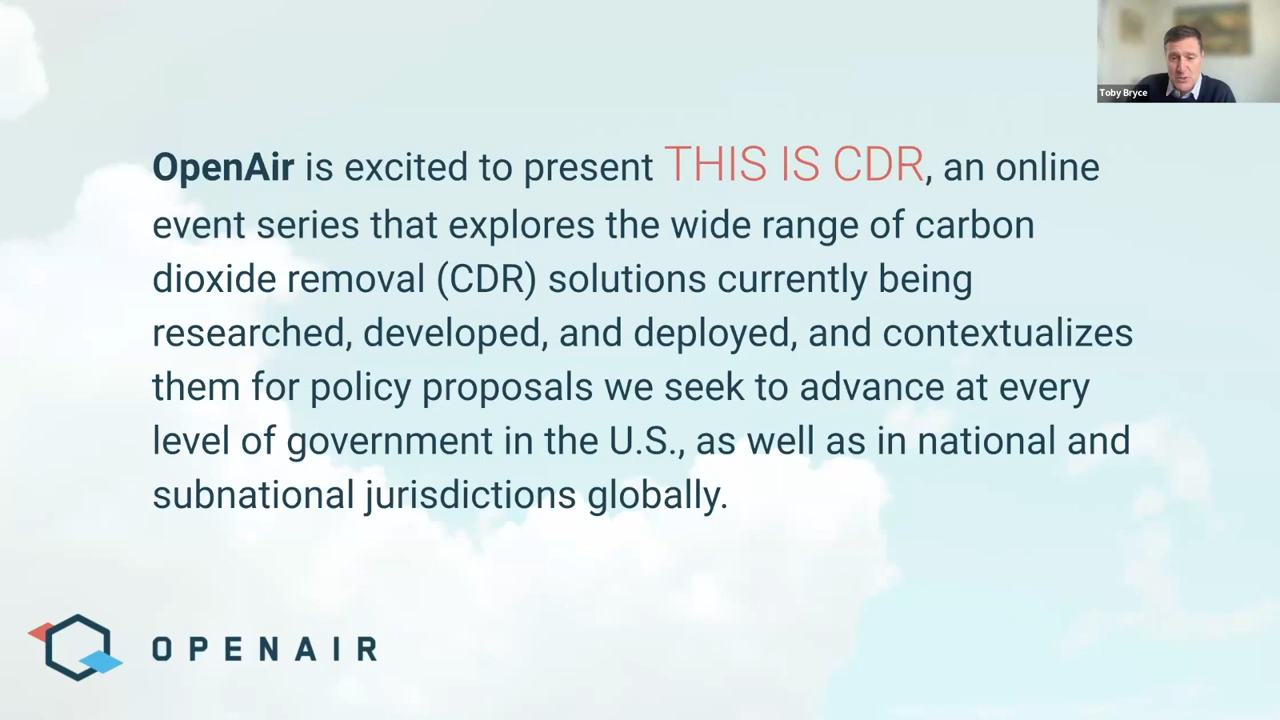 Toby Bryce
OpenAir is excited to present THIS IS CDR, an online
event series that explores the wide range of carbon
dioxide removal (CDR) solutions currently being
researched, developed, and deployed, and contextualizes
them for policy proposals we seek to advance at every
level of government in the U.S., as well as in national and
subnational jurisdictions globally.
OPENAIR